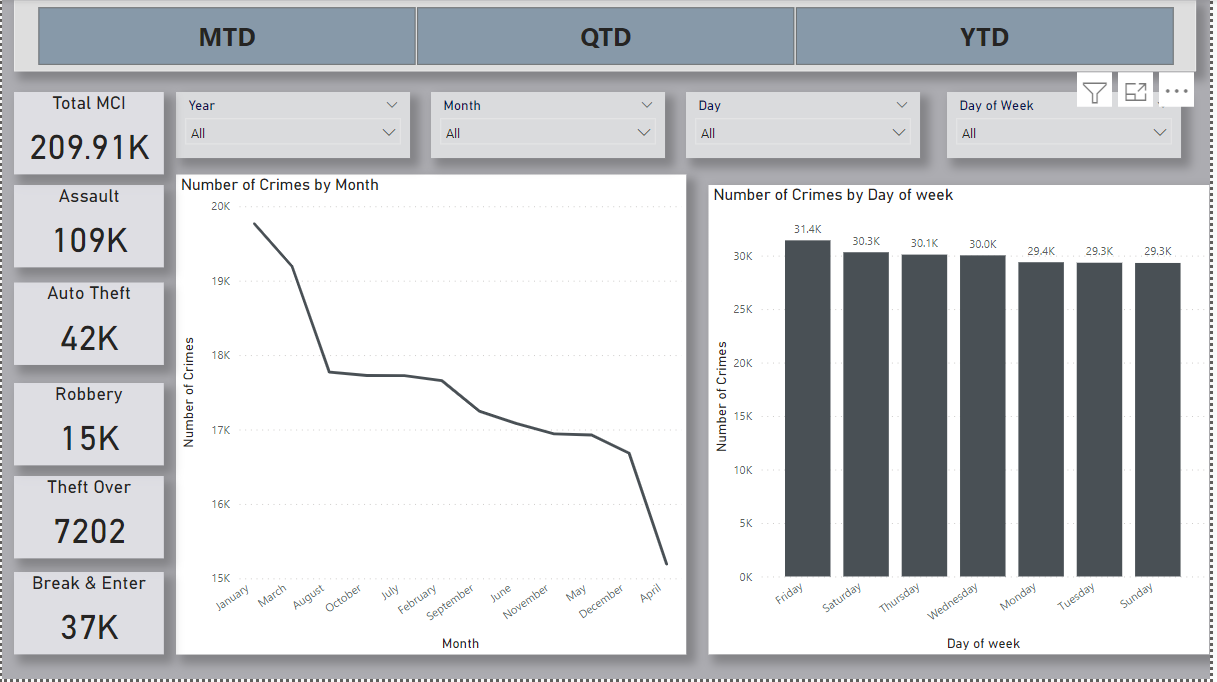 MTD QTD YTD
Total MCI
209.91K
Assault
109K
Auto Theft
42K
Robbery
15K
Theft Over
7202
Break & Enter
37K
Year
All
Month
All
Day
All
Day of Week
All
Number of Crimes by Month
Number of Crimes
20K
19K
18K
17K
16K
15K
January March August October July February September June November May December April
Month
Number of Crimes by Day of week
Number of Crimes
30K
25K
20K
15K
10K
5K
0K
31.4K 30.3K 30.1K 30.0K 29.4K 29.3K 29.3K
Friday Saturday Thursday Wednesday Monday Tuesday Sunday
Day of week